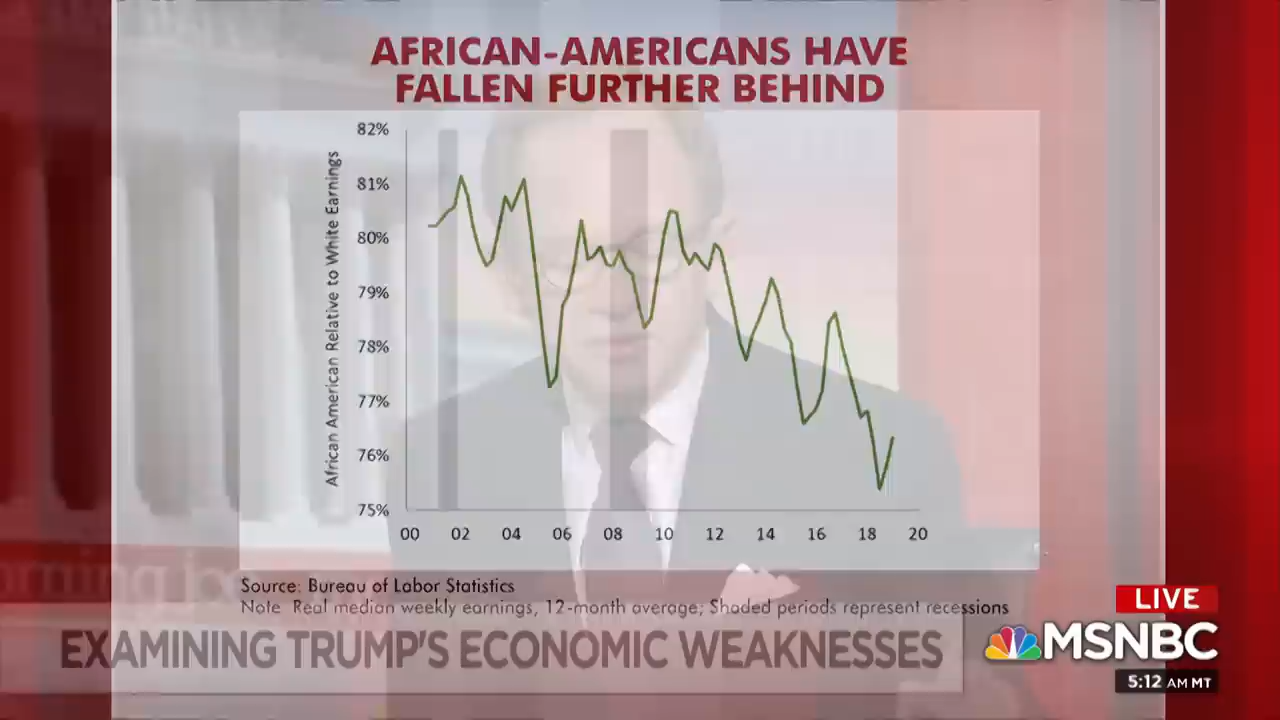 AFRICAN-AMERICANS HAVE
FALLEN FURTHER BEHIND
African American Relative to White Earnings
82%
81%
80%
79%
78%
77%
76%
75%
00 02 04 06 08 10 12 14 16 18 20
Source: Bureau of Labor Statistics
Note Real median weekly earnings, 12-month average; Shaded periods represent recessions
EXAMINING TRUMP'S ECONOMIC WEAKNESSES
LIVE
MSNBC
5:12 AM MT